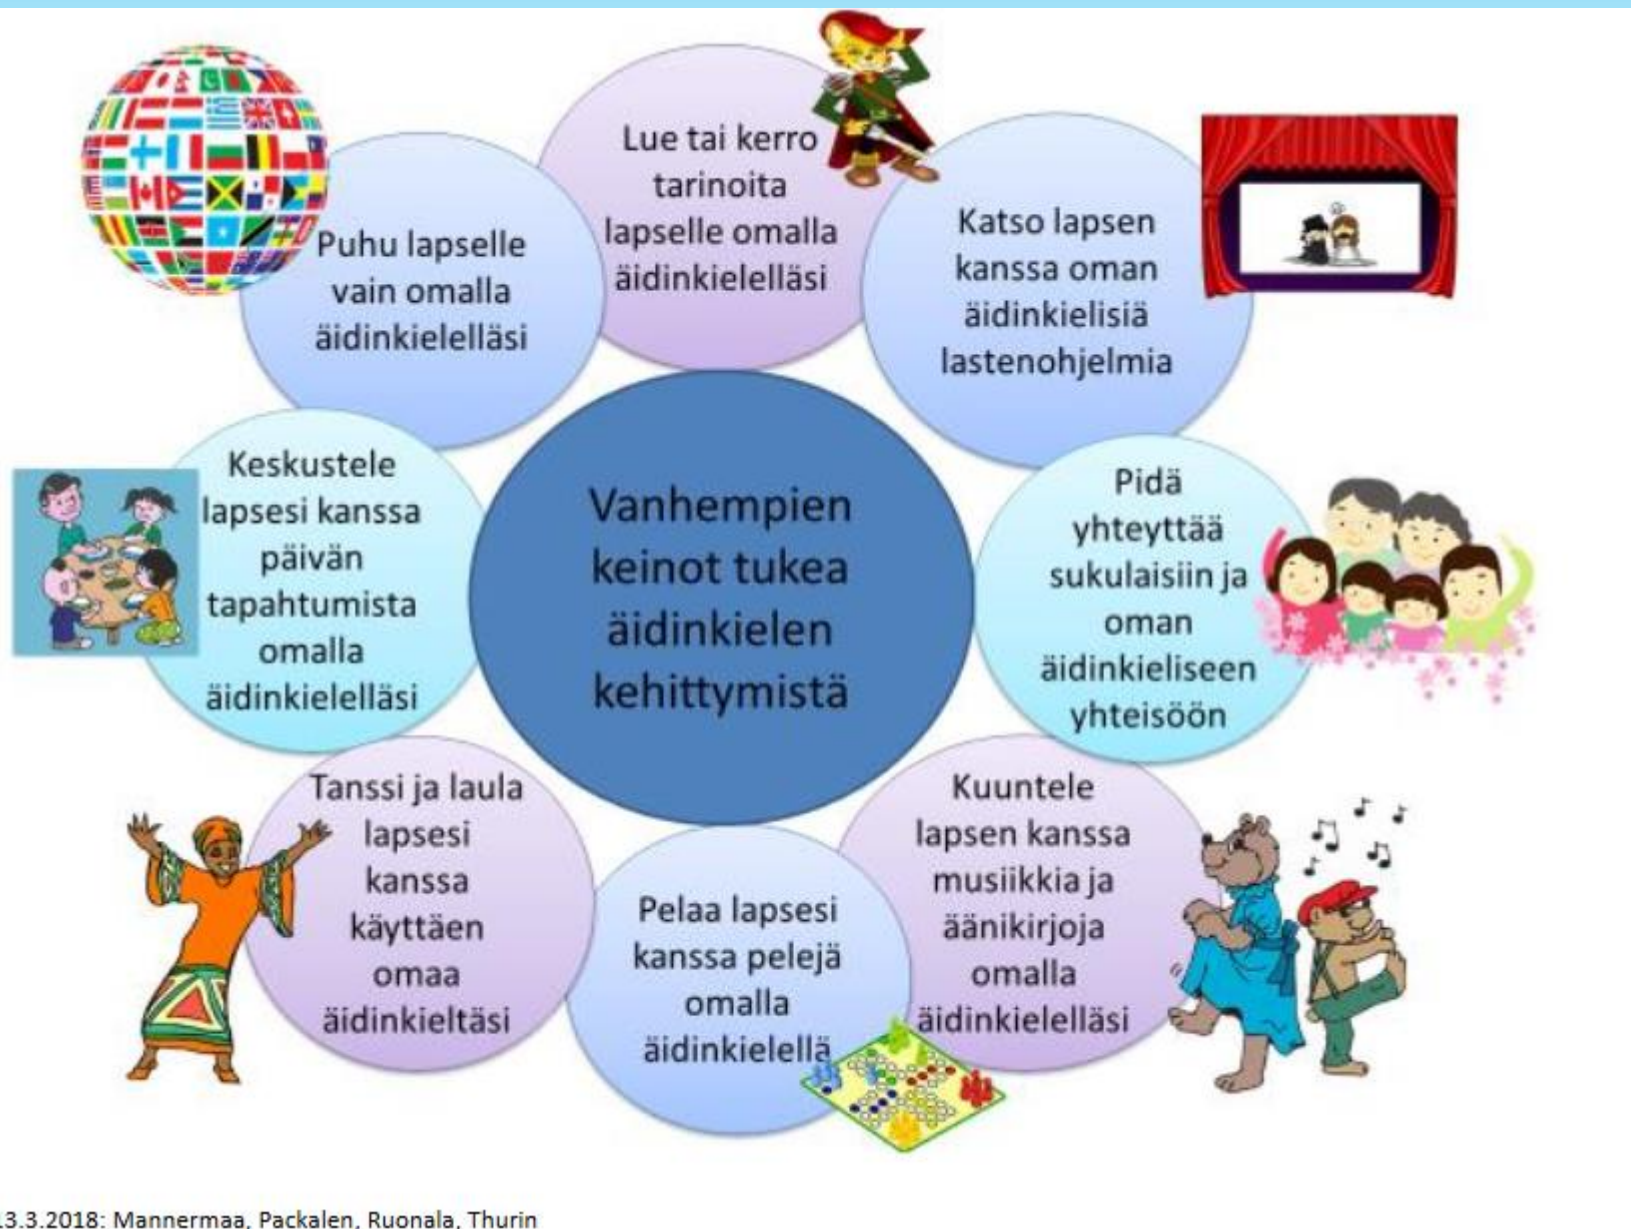 Lue tai kerro
tarinoita
lapselle omalla
äidinkielelläsi
Katso lapsen
kanssa oman
äidinkielisiä
lastenohjelmia
Pidä
yhteyttää
sukulaisiin ja
oman
äidinkieliseen
yhteisöön
Kuuntele
lapsen kanssa
musiikkia ja
äänikirjoja
omalla
äidinkielelläsi
Pelaa lapsesi
kanssa pelejä
omalla
äidinkielellä
Tanssi ja laula
lapsesi
kanssa
käyttäen
omaa
äidinkieltäsi
Keskustele
lapsesi kanssa
päivän
tapahtumista
omalla
äidinkielelläsi
Puhu lapselle
vain omalla
äidinkielelläsi
Vanhempien
keinot tukea
äidinkielen
kehittymistä
13.3.2018: Mannermaa, Packalen, Ruonala, Thurin